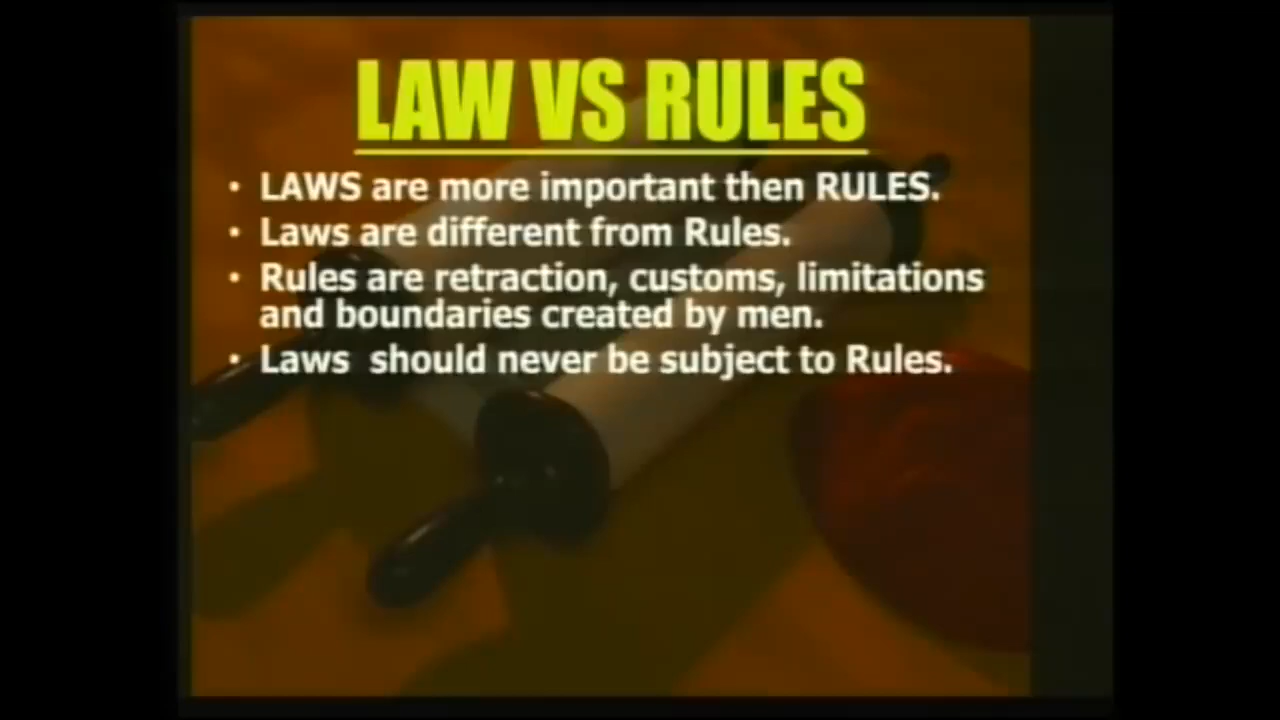 LAW VS RULES
• LAWS are more important then RULES.
• Laws are different from Rules.
• Rules are retraction, customs, limitations
and boundaries created by men.
• Laws  should never be subject to Rules.